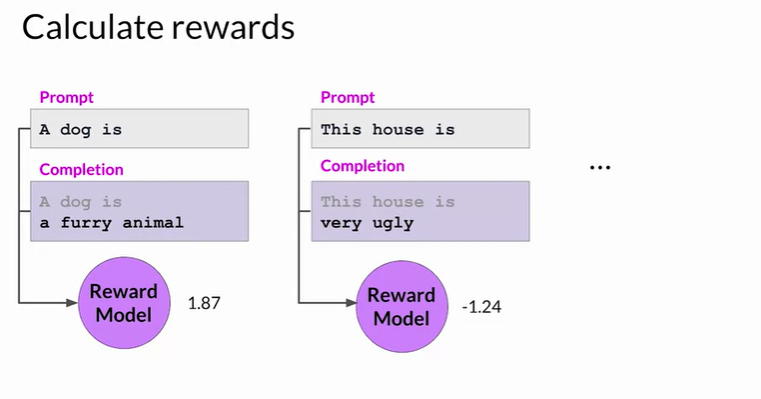 Calculate rewards
Prompt
A dog is
Completion
A dog is
a furry animal
Reward
Model
1.87
Prompt
This house is
Completion
This house is
very ugly
Reward
Model
-1.24
...